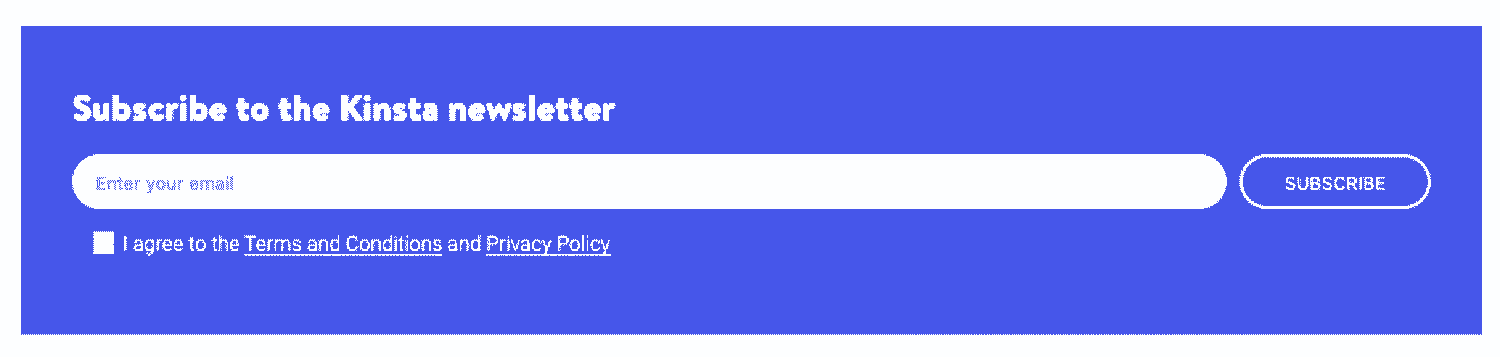 Subscribe to the Kinsta newsletter
Enter your email
SUBSCRIBE
I agree to the Terms and Conditions and Privacy Policy